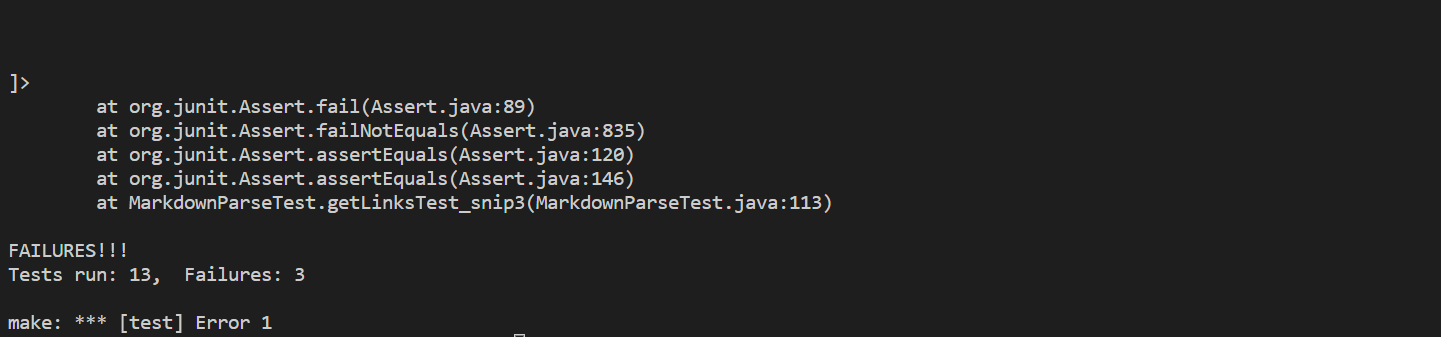 ]>
        at org.junit.Assert.fail(Assert.java:89)
        at org.junit.Assert.failNotEquals(Assert.java:835)
        at org.junit.Assert.assertEquals(Assert.java:120)
        at org.junit.Assert.assertEquals(Assert.java:146)
        at MarkdownParseTest.getLinksTest_snip3(MarkdownParseTest.java:113)
FAILURES!!!
Tests run: 13,  Failures: 3
make: *** [test] Error 1